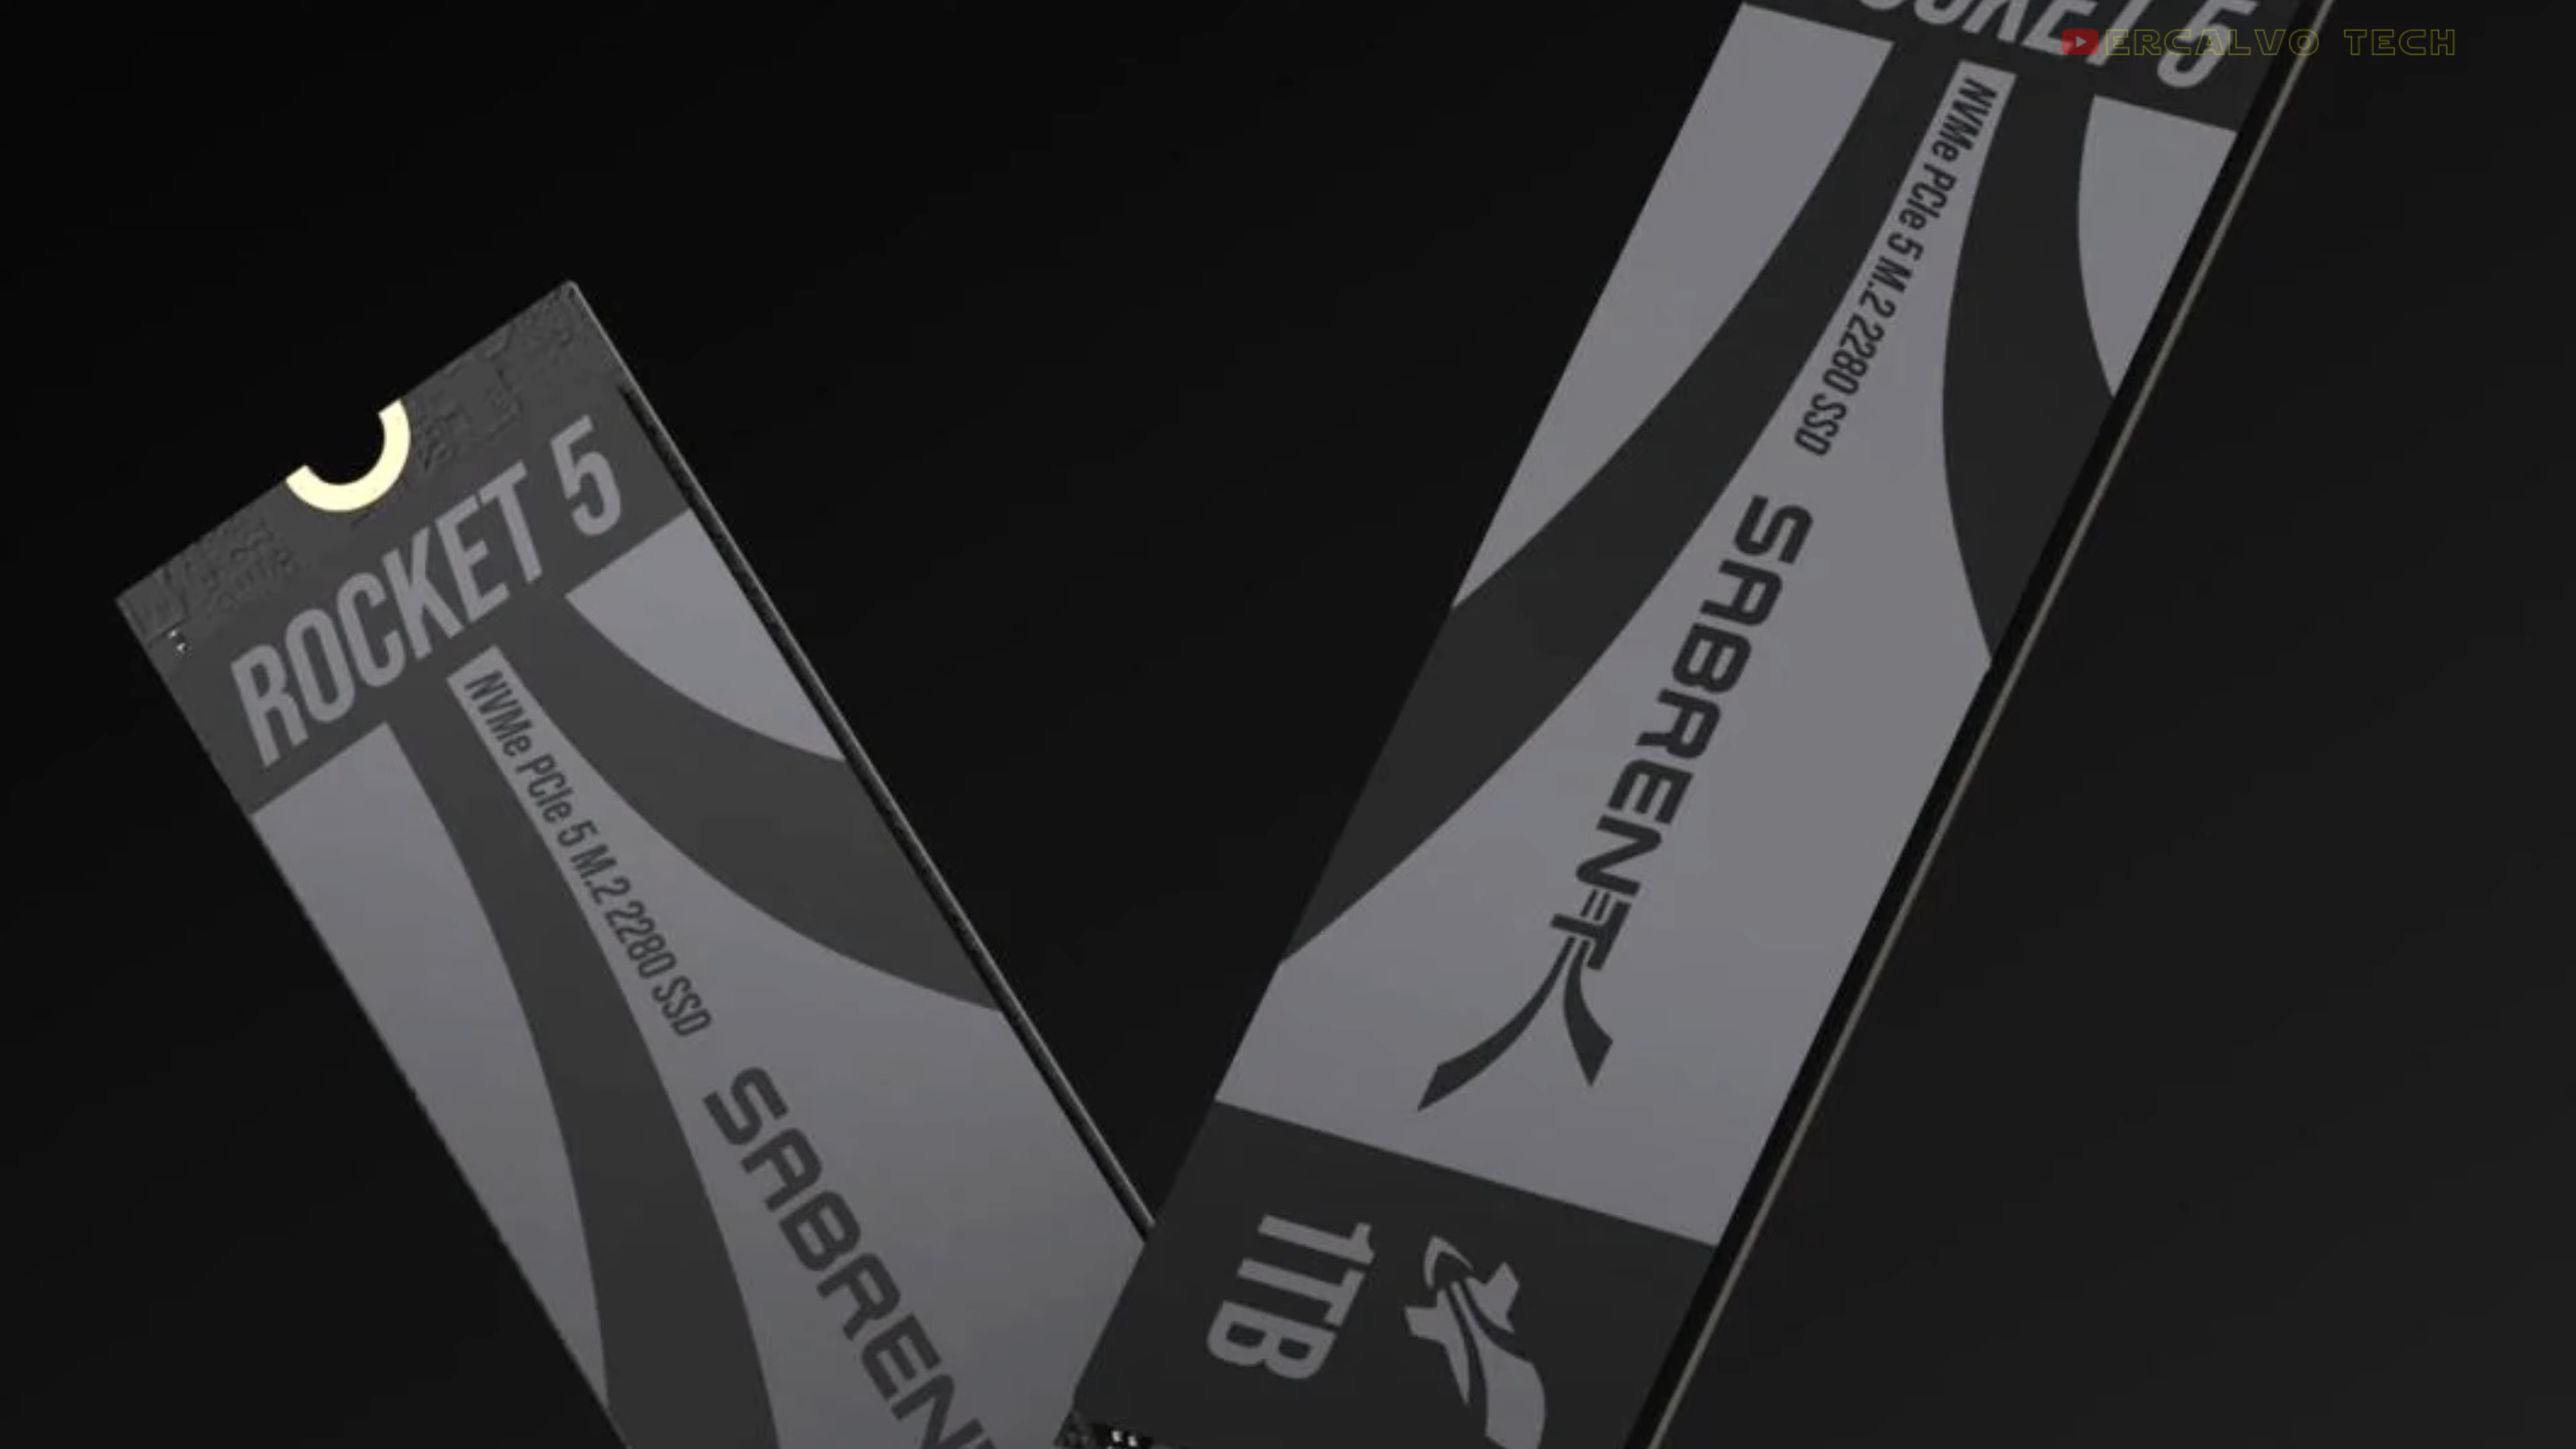 ROCKET 5
NVMe PCIe 5 M.2 2280 SSD
SABRENT
ROCKET 5
NVMe PCIe 5 M.2 2280 SSD
SABRENT
1TB
ERCALVO TECH